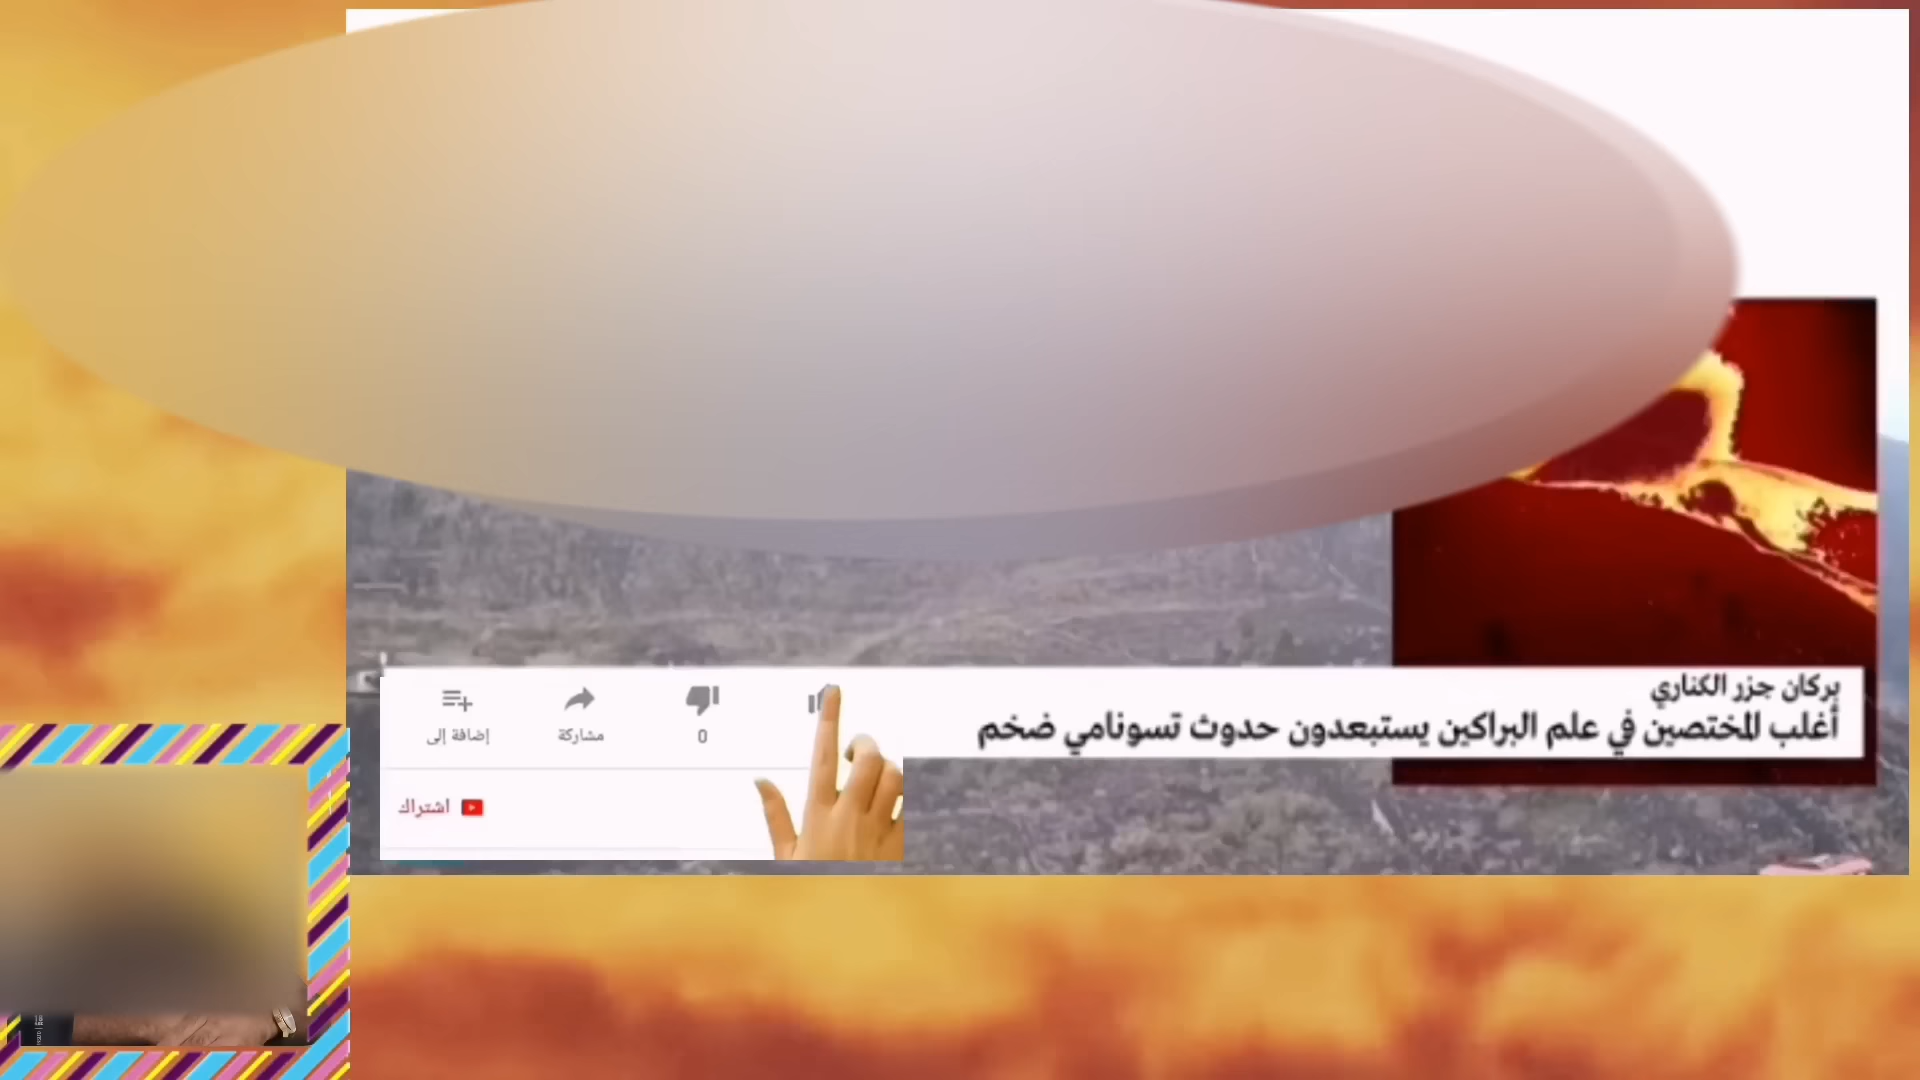 بركان جزر الكناري
أغلب المختصين في علم البراكين يستبعدون حدوث تسونامي ضخم
0
مشاركة
إضافة إلى
اشتراك